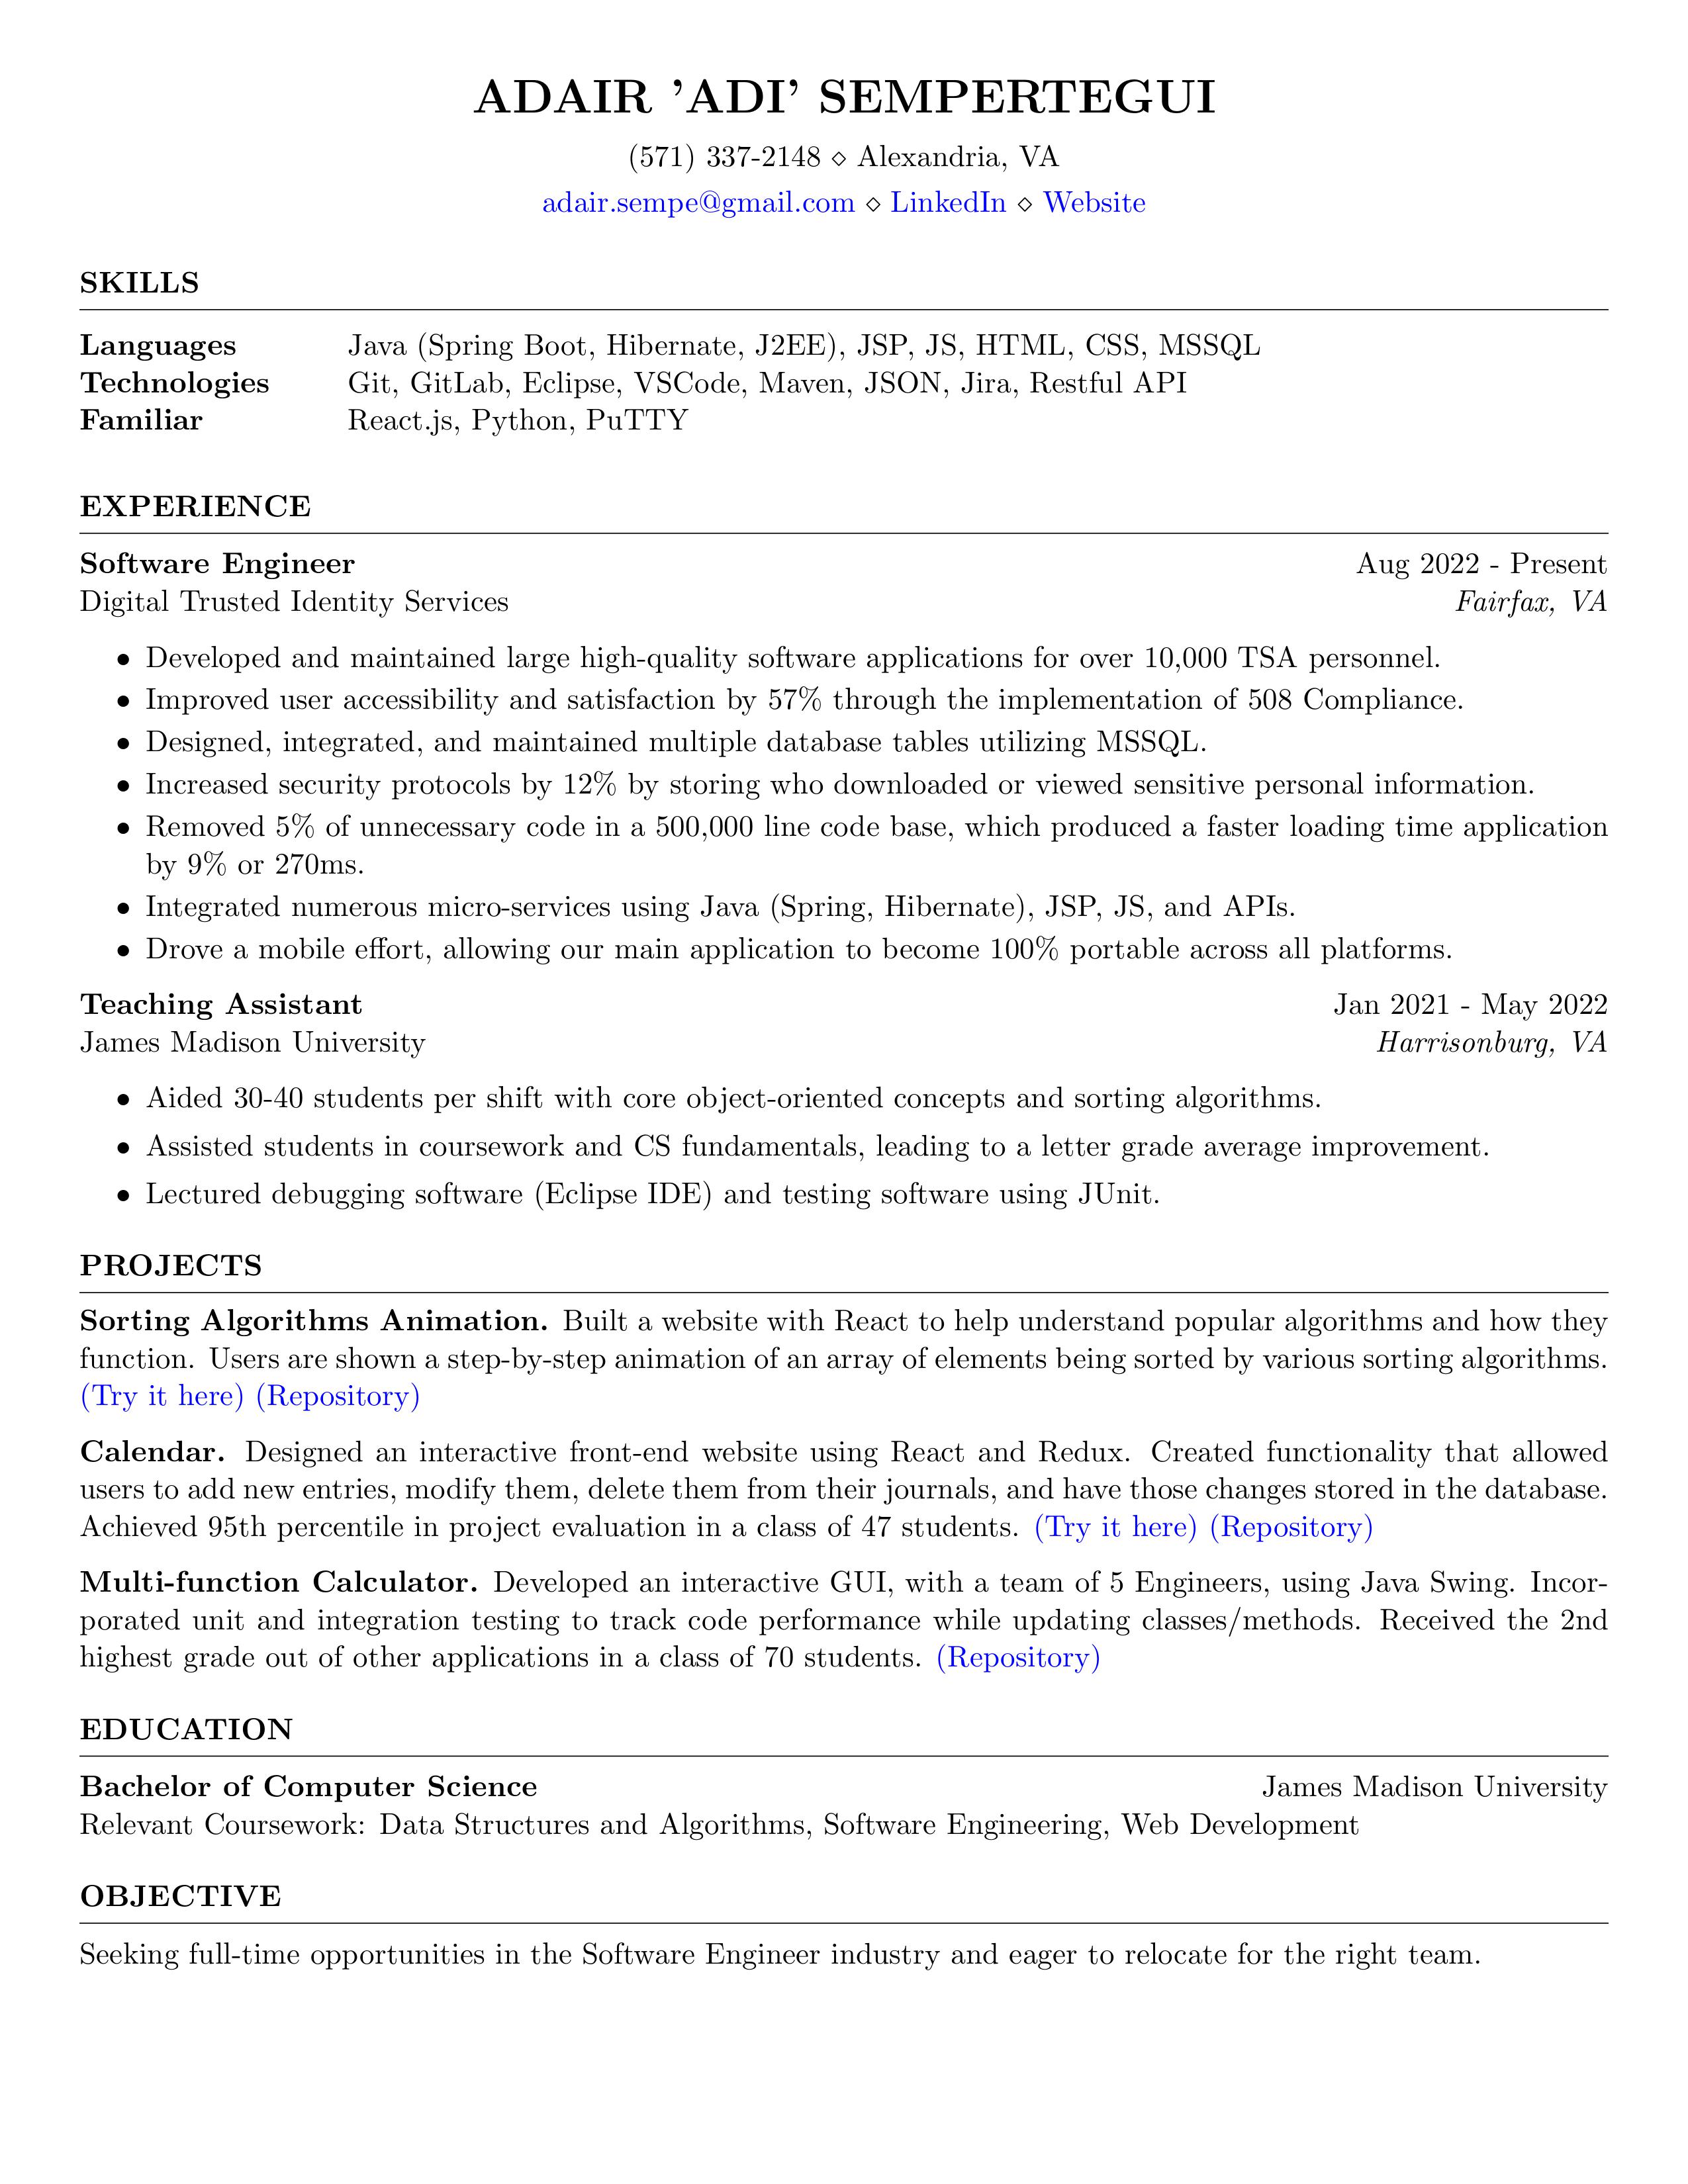 ADAIR 'ADI' SEMPERTEGUI
(571) 337-2148 ⋄ Alexandria, VA
adair.sempe@gmail.com ⋄ LinkedIn ⋄ Website
SKILLS
Languages Java (Spring Boot, Hibernate, J2EE), JSP, JS, HTML, CSS, MSSQL
Technologies Git, GitLab, Eclipse, VSCode, Maven, JSON, Jira, Restful API
Familiar React.js, Python, PuTTY
EXPERIENCE
Software Engineer Aug 2022 - Present
Digital Trusted Identity Services Fairfax, VA
• Developed and maintained large high-quality software applications for over 10,000 TSA personnel.
• Improved user accessibility and satisfaction by 57% through the implementation of 508 Compliance.
• Designed, integrated, and maintained multiple database tables utilizing MSSQL.
• Increased security protocols by 12% by storing who downloaded or viewed sensitive personal information.
• Removed 5% of unnecessary code in a 500,000 line code base, which produced a faster loading time application
by 9% or 270ms.
• Integrated numerous micro-services using Java (Spring, Hibernate), JSP, JS, and APIs.
• Drove a mobile effort, allowing our main application to become 100% portable across all platforms.
Teaching Assistant Jan 2021 - May 2022
James Madison University Harrisonburg, VA
• Aided 30-40 students per shift with core object-oriented concepts and sorting algorithms.
• Assisted students in coursework and CS fundamentals, leading to a letter grade average improvement.
• Lectured debugging software (Eclipse IDE) and testing software using JUnit.
PROJECTS
Sorting Algorithms Animation. Built a website with React to help understand popular algorithms and how they
function. Users are shown a step-by-step animation of an array of elements being sorted by various sorting algorithms.
(Try it here) (Repository)
Calendar. Designed an interactive front-end website using React and Redux. Created functionality that allowed
users to add new entries, modify them, delete them from their journals, and have those changes stored in the database.
Achieved 95th percentile in project evaluation in a class of 47 students. (Try it here) (Repository)
Multi-function Calculator. Developed an interactive GUI, with a team of 5 Engineers, using Java Swing. Incor-
porated unit and integration testing to track code performance while updating classes/methods. Received the 2nd
highest grade out of other applications in a class of 70 students. (Repository)
EDUCATION
Bachelor of Computer Science James Madison University
Relevant Coursework: Data Structures and Algorithms, Software Engineering, Web Development
OBJECTIVE
Seeking full-time opportunities in the Software Engineer industry and eager to relocate for the right team.